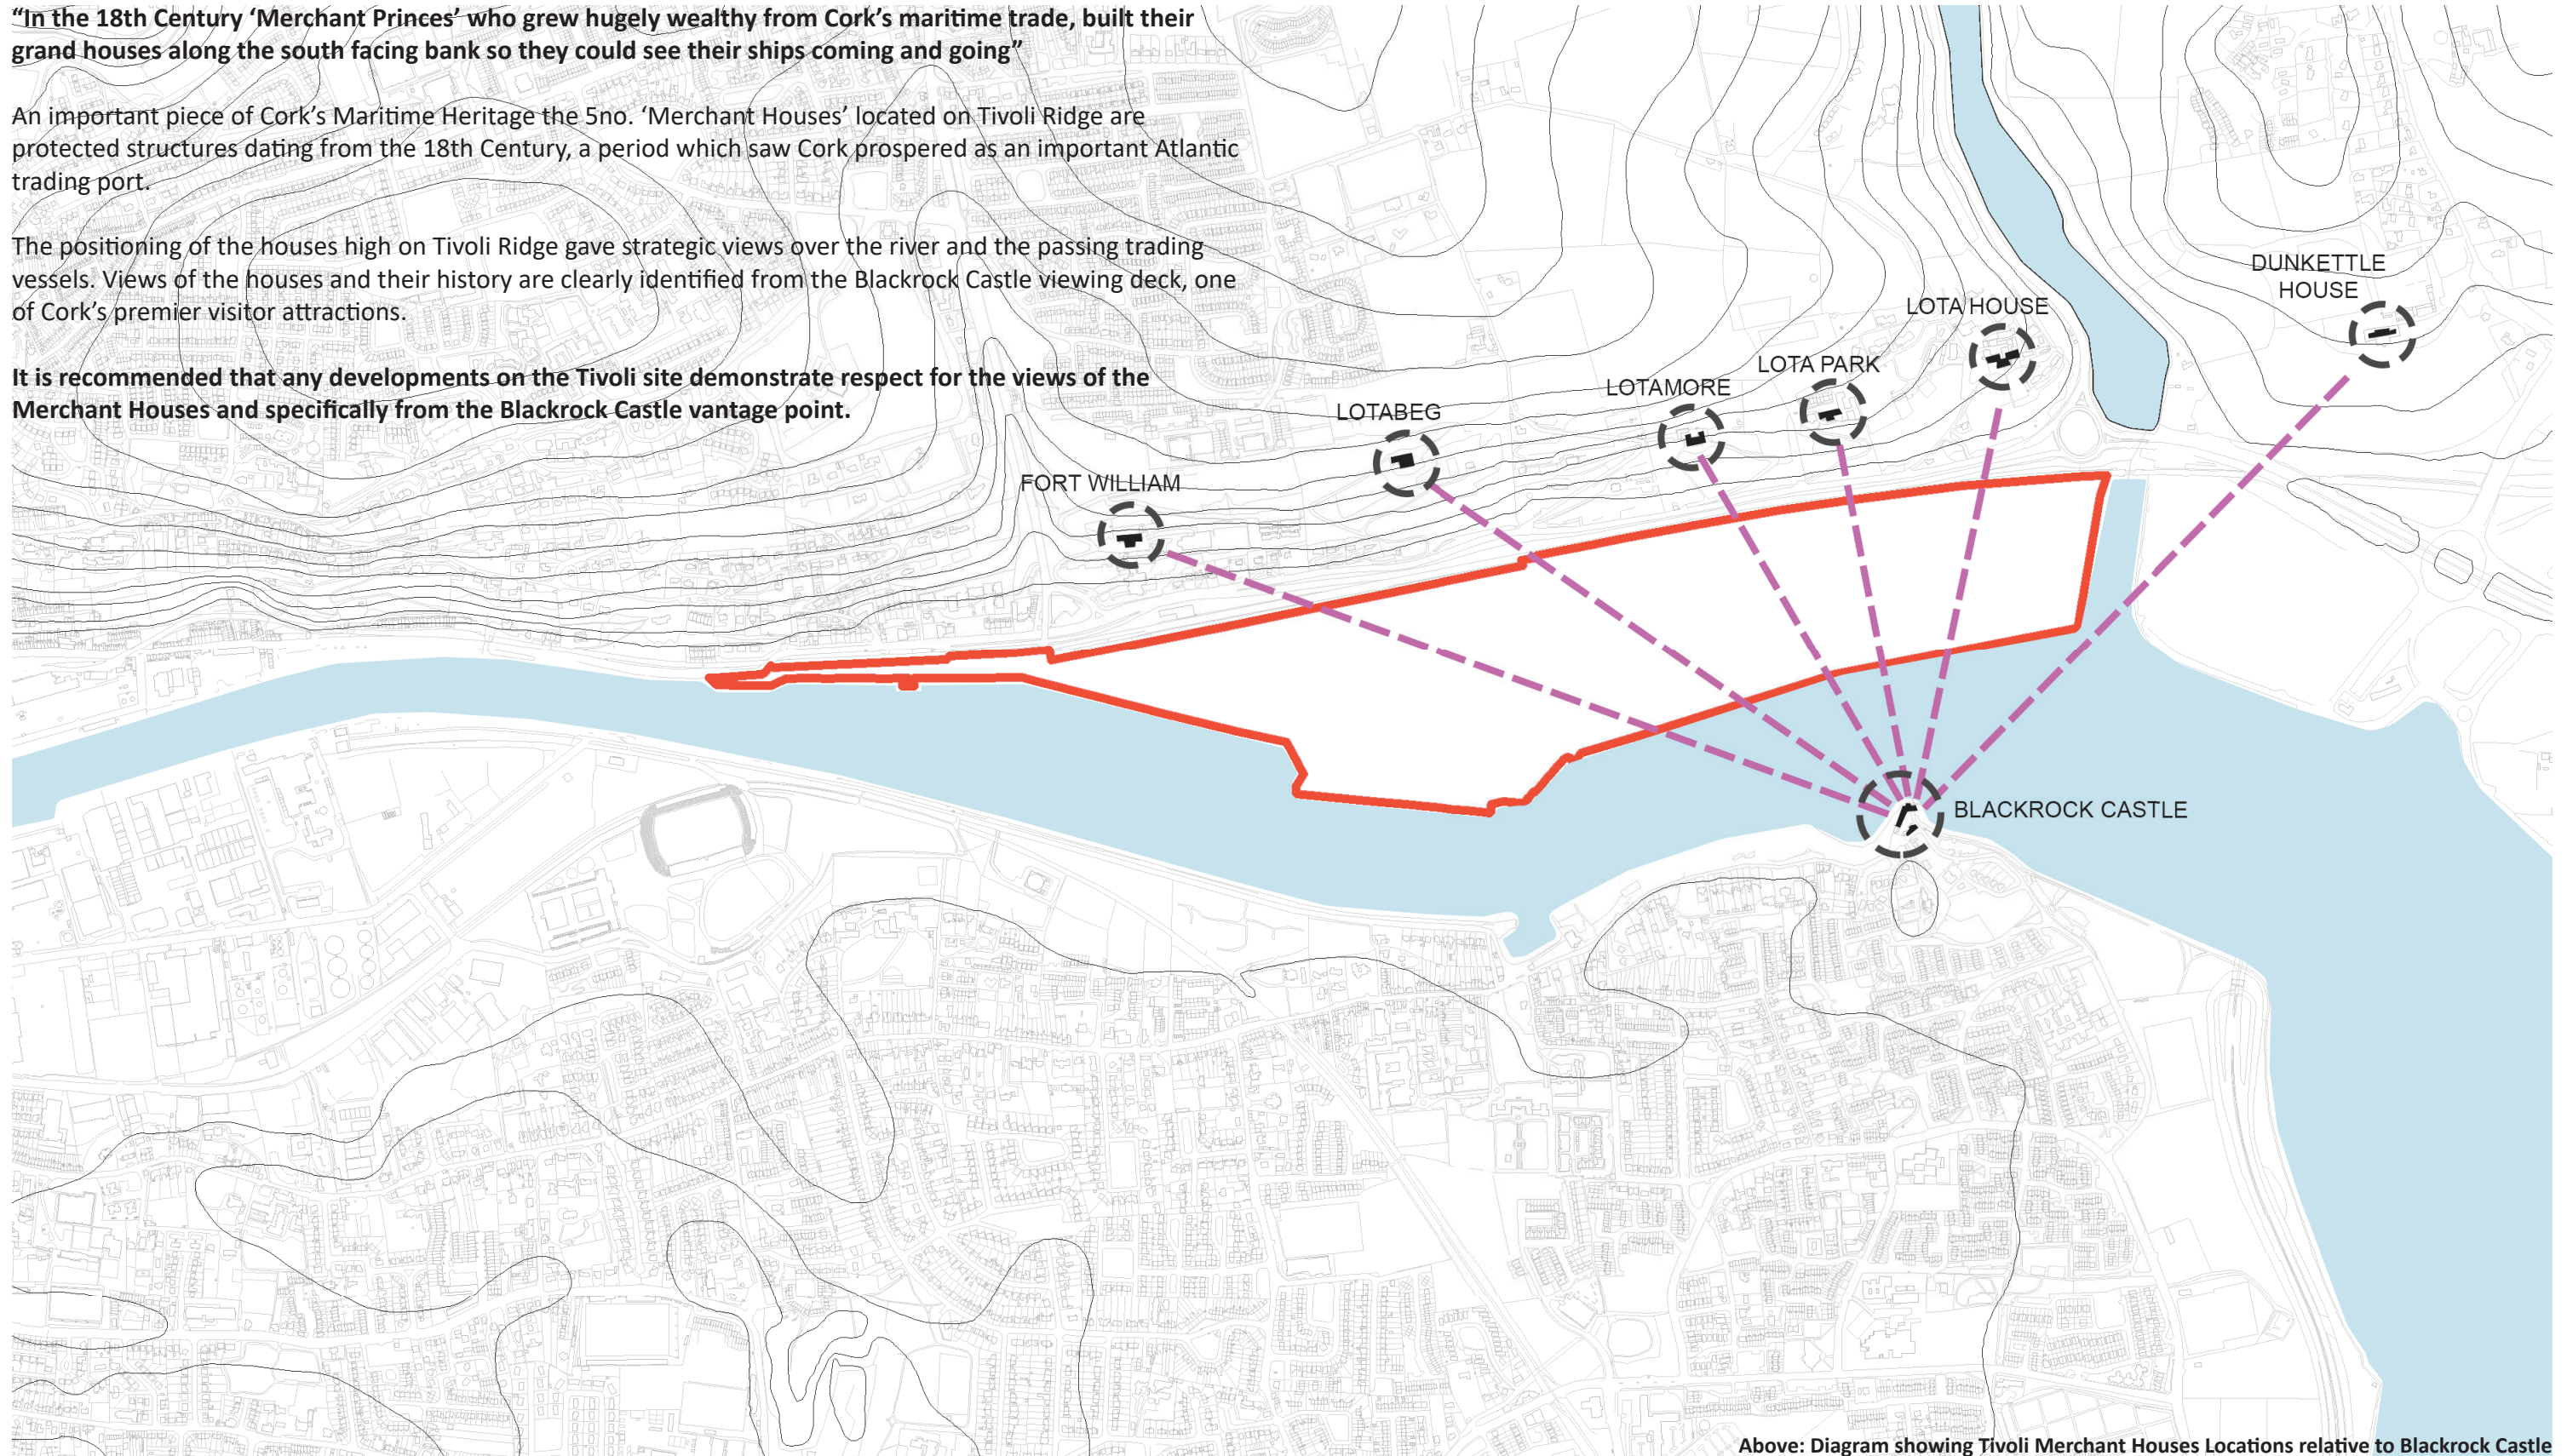 “In the 18th Century ‘Merchant Princes’ who grew hugely wealthy from Cork’s maritime trade, built their
grand houses along the south facing bank so they could see their ships coming and going”
An important piece of Cork’s Maritime Heritage the 5no. ‘Merchant Houses’ located on Tivoli Ridge are
protected structures dating from the 18th Century, a period which saw Cork prospered as an important Atlantic
trading port.
The positioning of the houses high on Tivoli Ridge gave strategic views over the river and the passing trading
vessels. Views of the houses and their history are clearly identified from the Blackrock Castle viewing deck, one
of Cork’s premier visitor attractions.
It is recommended that any developments on the Tivoli site demonstrate respect for the views of the
Merchant Houses and specifically from the Blackrock Castle vantage point.
DUNKETTLE
HOUSE
LOTA HOUSE
LOTA PARK
LOTAMORE
LOTABEG
FORT WILLIAM
BLACKROCK CASTLE
Above: Diagram showing Tivoli Merchant Houses Locations relative to Blackrock Castle